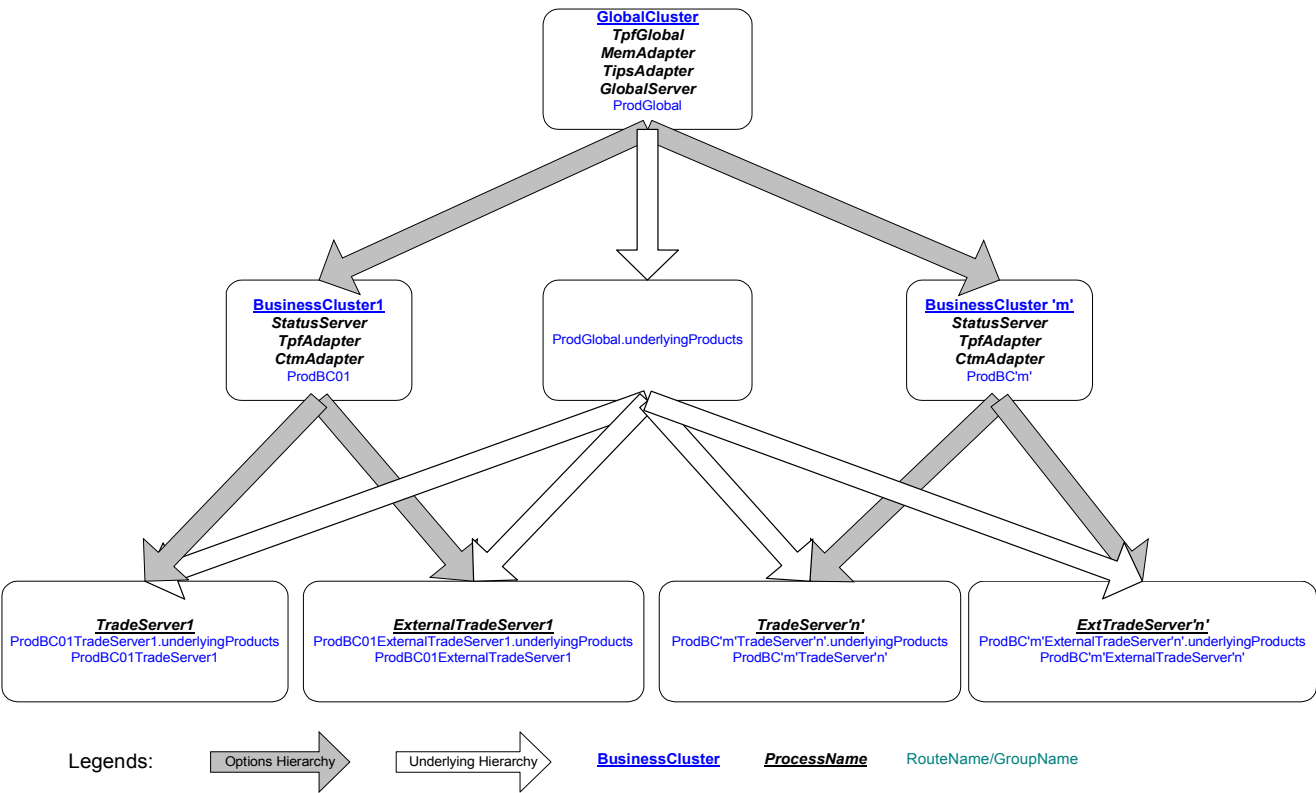 GlobalCluster
TpfGlobal
MemAdapter
TipsAdapter
GlobalServer
ProdGlobal
BusinessCluster1
StatusServer
TpfAdapter
CtmAdapter
ProdBC01
ProdGlobal.underlyingProducts
BusinessCluster 'm'
StatusServer
TpfAdapter
CtmAdapter
ProdBC'm'
TradeServer1
ProdBC01TradeServer1.underlyingProducts
ProdBC01TradeServer1
ExternalTradeServer1
ProdBC01ExternalTradeServer1.underlyingProducts
ProdBC01ExternalTradeServer1
TradeServer'n'
ProdBC'm'TradeServer'n'.underlyingProducts
ProdBC'm'TradeServer'n'
ExtTradeServer'n'
ProdBC'm'ExternalTradeServer'n'.underlyingProducts
ProdBC'm'ExternalTradeServer'n'
Legends:
Options Hierarchy
Underlying Hierarchy
BusinessCluster
ProcessName
RouteName/GroupName